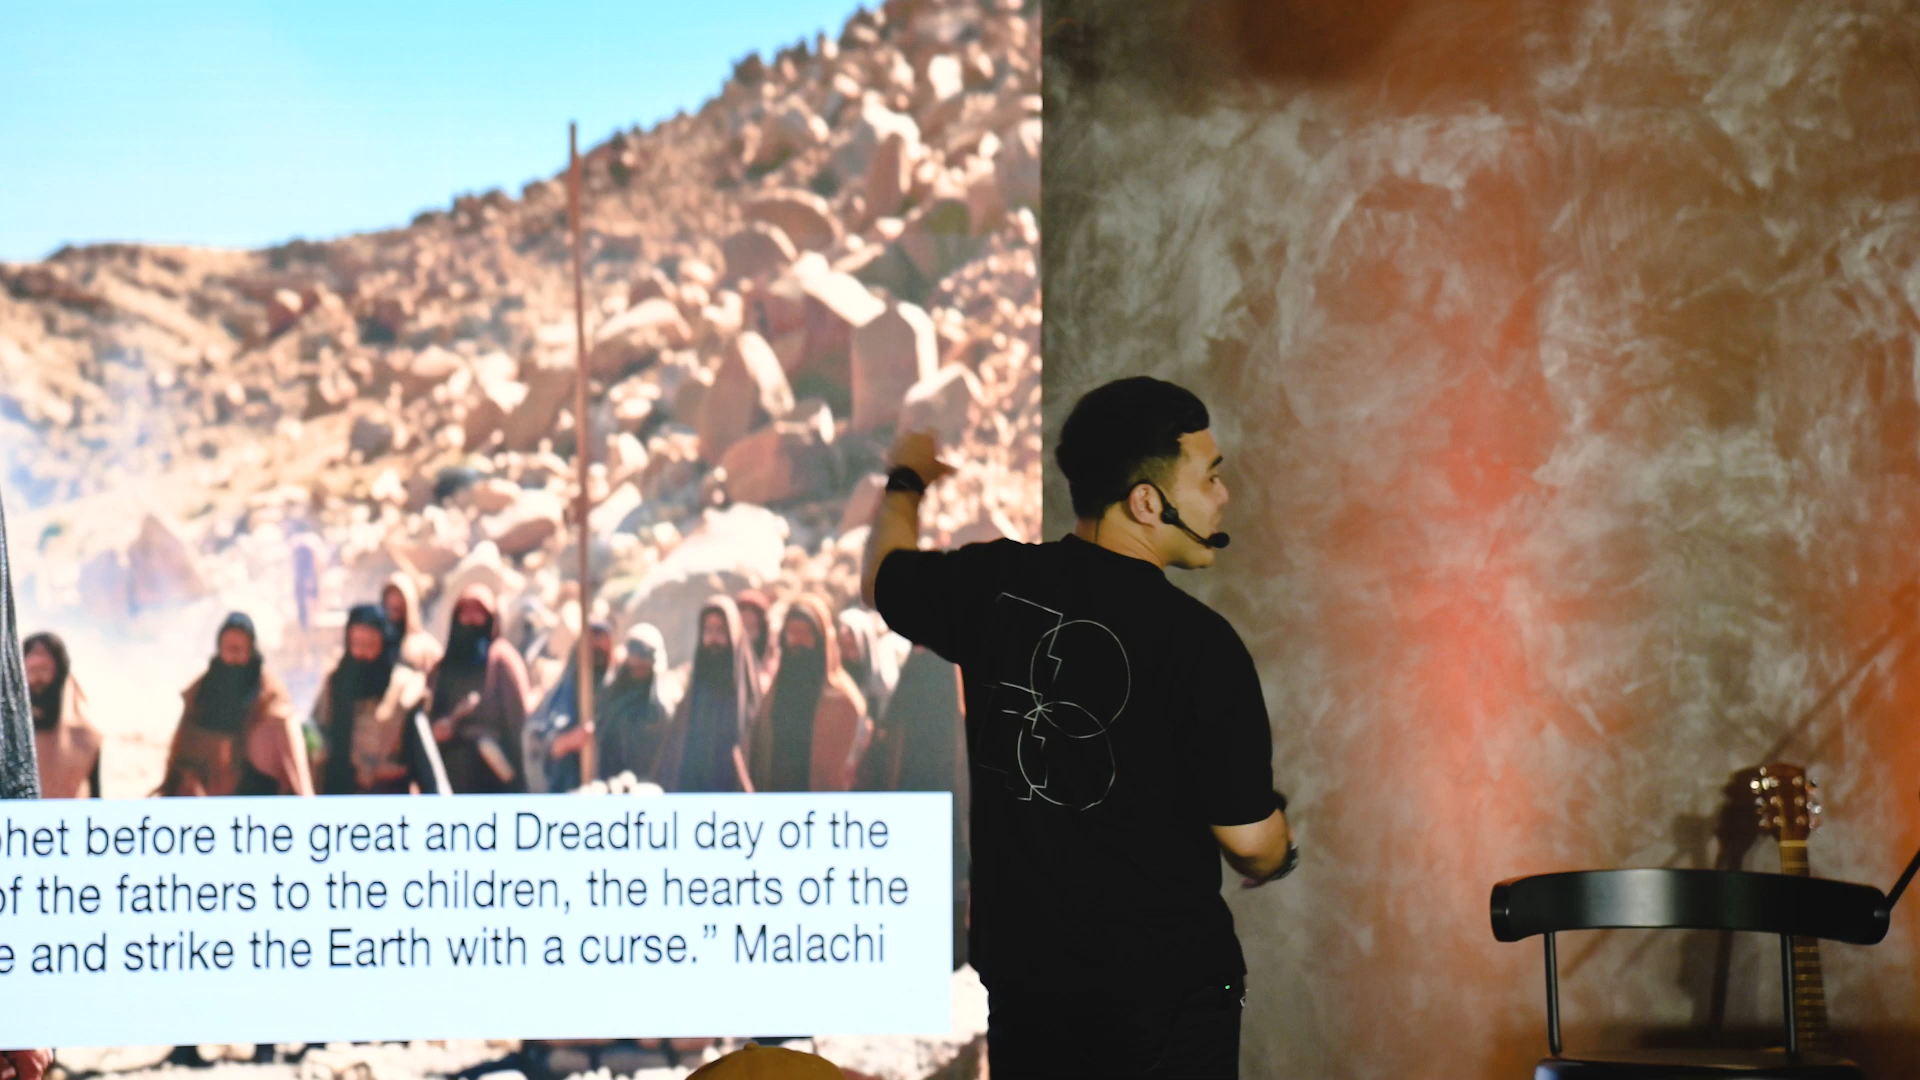 before the great and Dreadful day of the
of the fathers to the children, the hearts of the
and strike the Earth with a curse.” Malachi